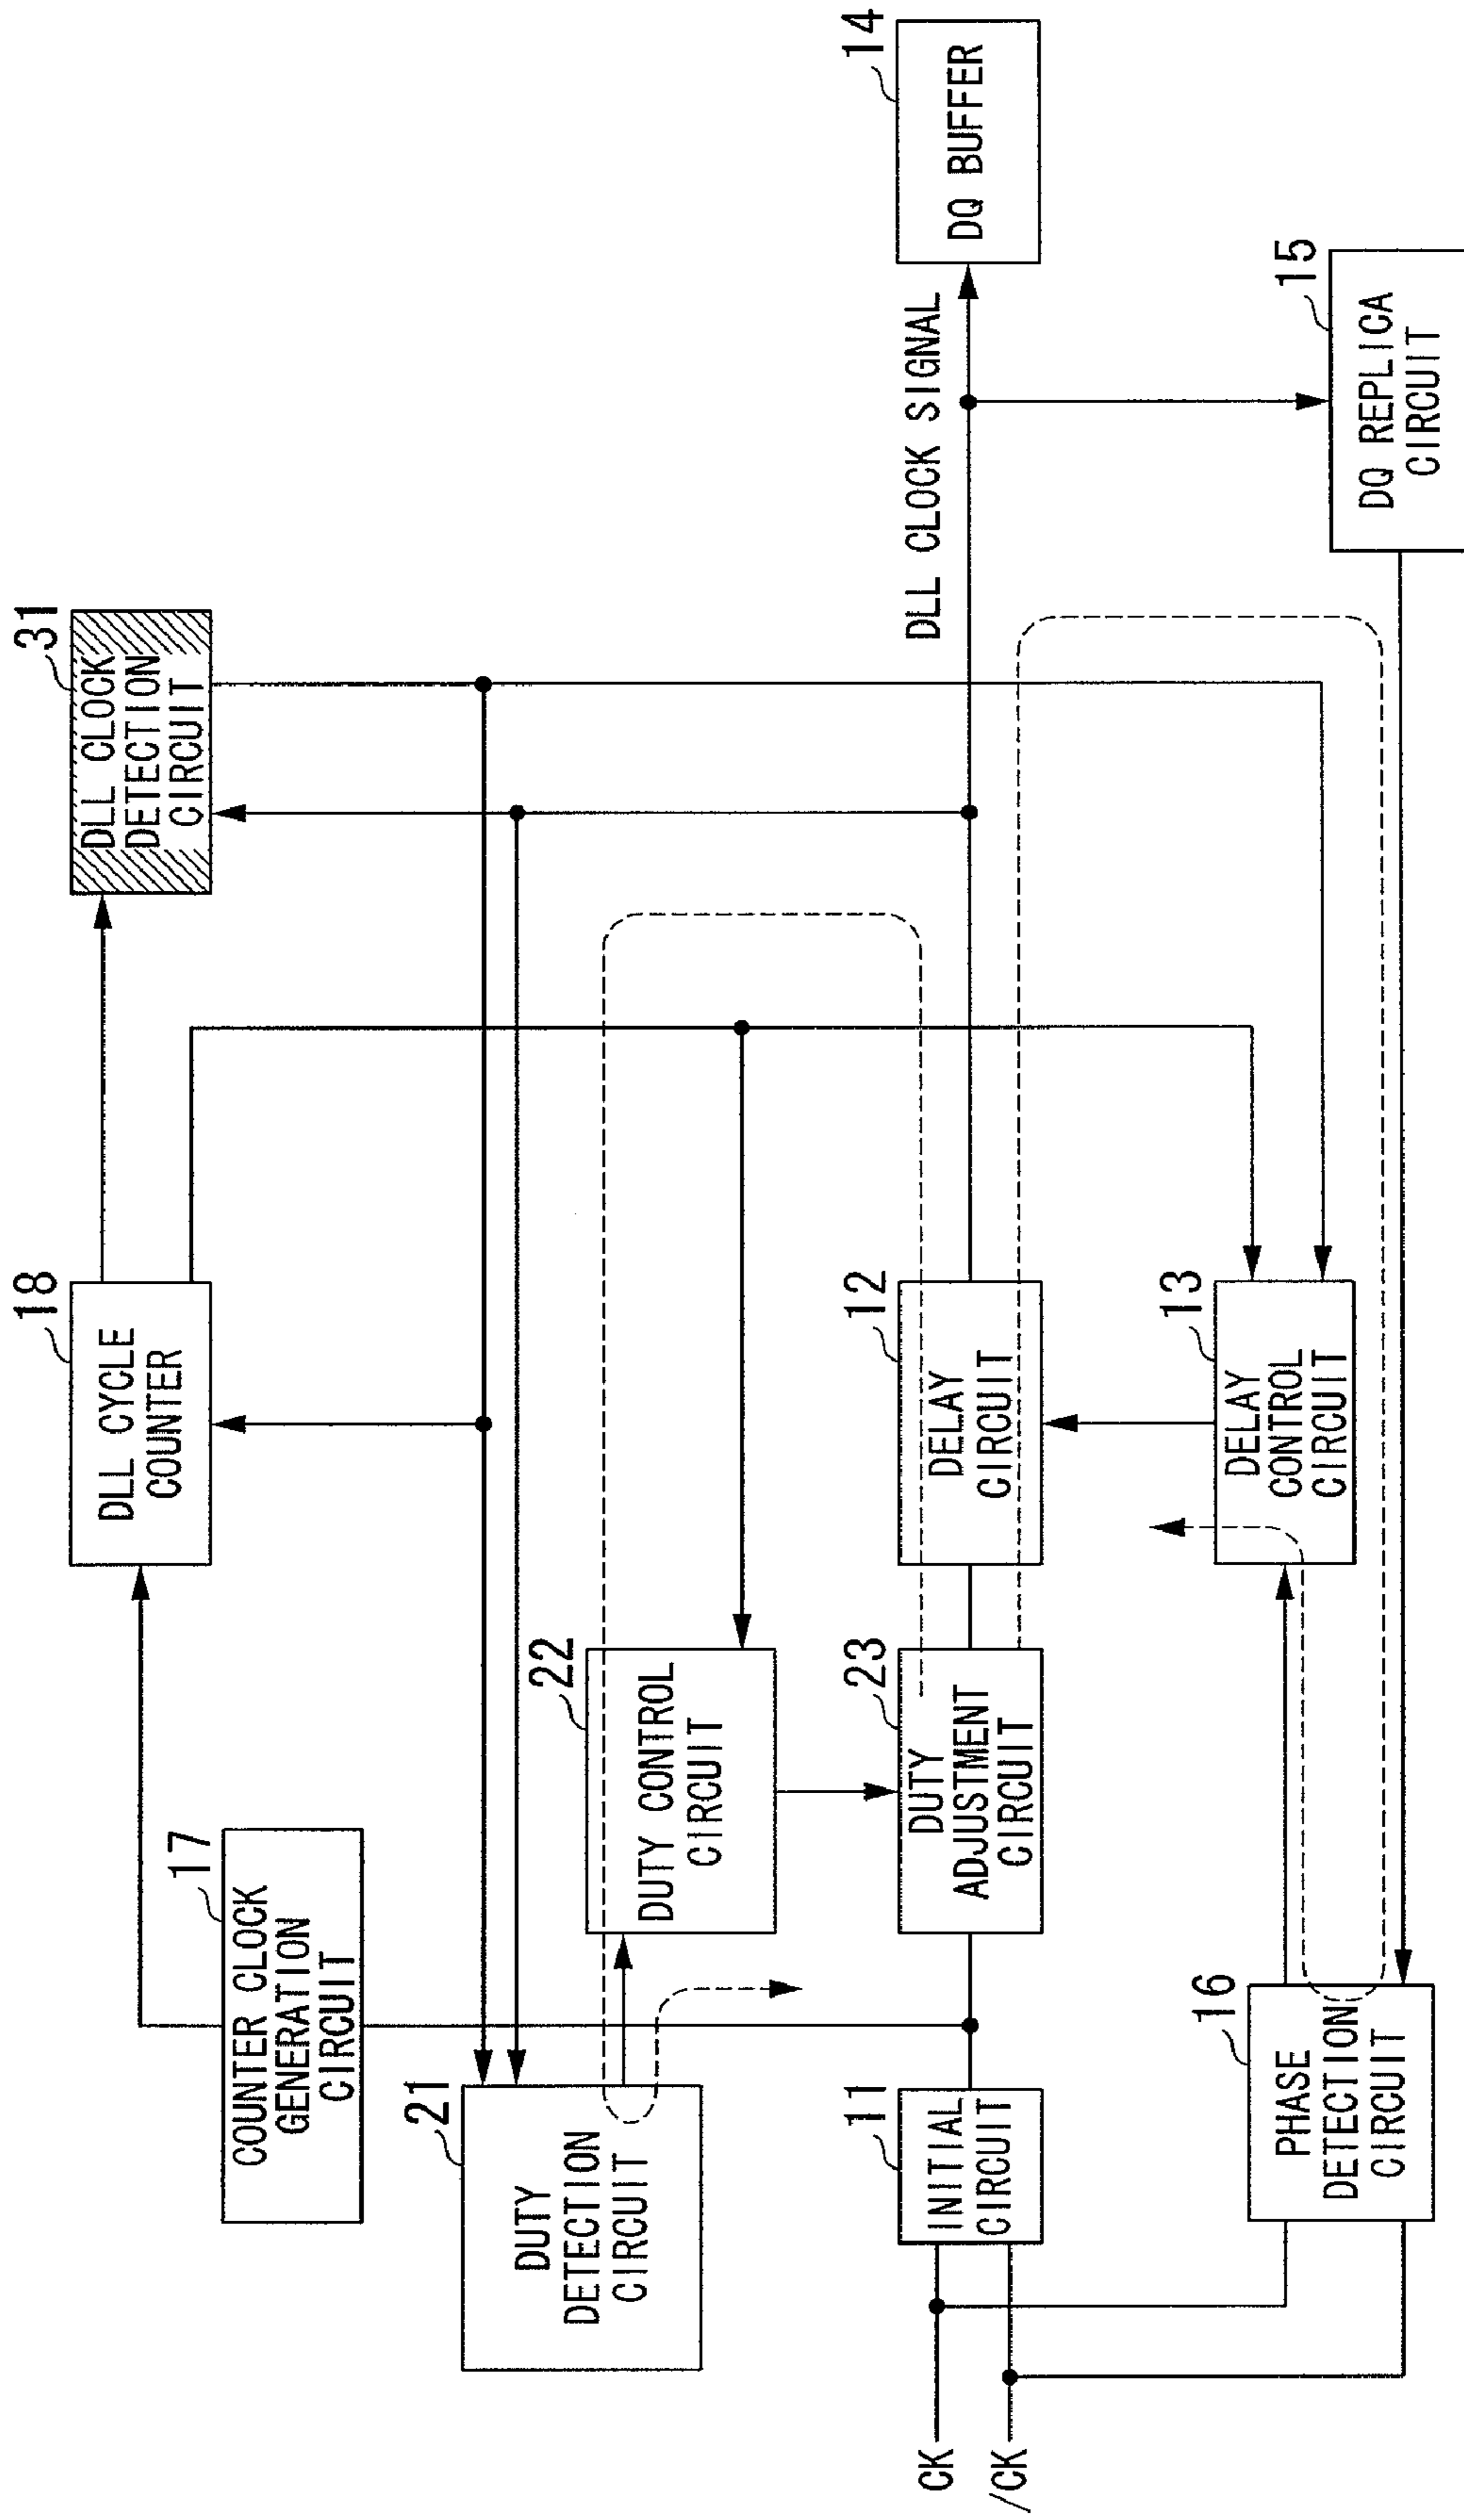 31
DLL CLOCK
DETECTION
CIRCUIT
18
DLL CYCLE
COUNTER
17
COUNTER CLOCK
GENERATION
CIRCUIT
21
DUTY
DETECTION
CIRCUIT
22
DUTY CONTROL
CIRCUIT
CK
/CK
11
INITIAL
CIRCUIT
23
DUTY
ADJUSTMENT
CIRCUIT
12
DELAY
CIRCUIT
DLL CLOCK SIGNAL
14
DQ BUFFER
16
PHASE
DETECTION
CIRCUIT
13
DELAY
CONTROL
CIRCUIT
15
DQ REPLICA
CIRCUIT